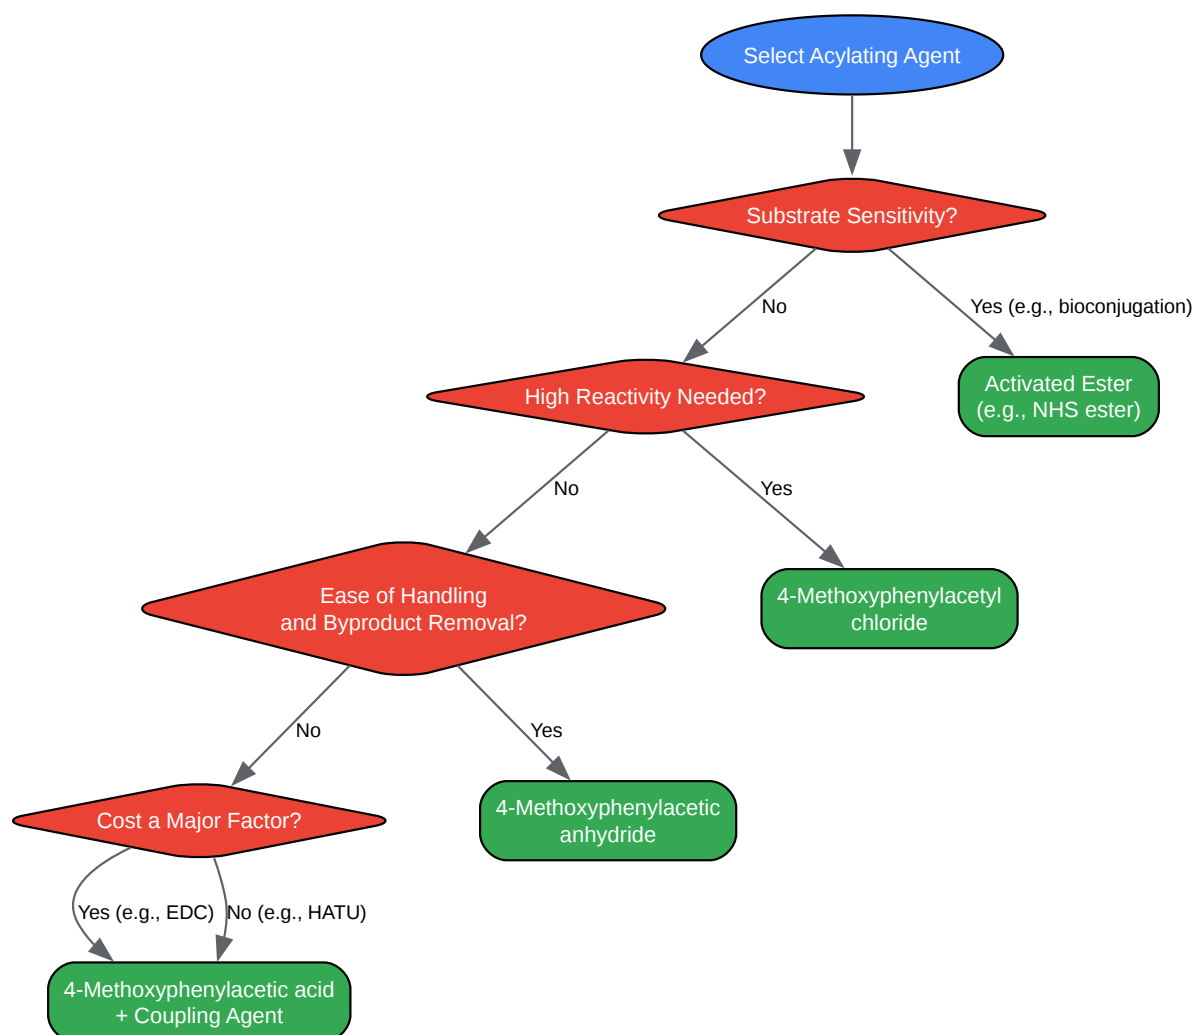 Select Acylating Agent
Substrate Sensitivity?
No
Yes (e.g., bioconjugation)
High Reactivity Needed?
Activated Ester
(e.g., NHS ester)
No
Yes
Ease of Handling
and Byproduct Removal?
4-Methoxyphenylacetyl
chloride
No
Yes
Cost a Major Factor?
4-Methoxyphenylacetic
anhydride
Yes (e.g., EDC)
No (e.g., HATU)
4-Methoxyphenylacetic acid
+ Coupling Agent